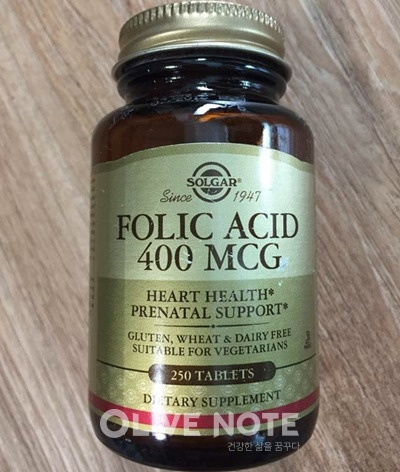 SOLGAR®
Since 1947
FOLIC ACID
400 MCG
HEART HEALTH*
PRENATAL SUPPORT*
GLUTEN, WHEAT & DAIRY FREE
SUITABLE FOR VEGETARIANS
250 TABLETS
DIETARY SUPPLEMENT
OLIVE NOTE
건강한 삶을 꿈꾸다